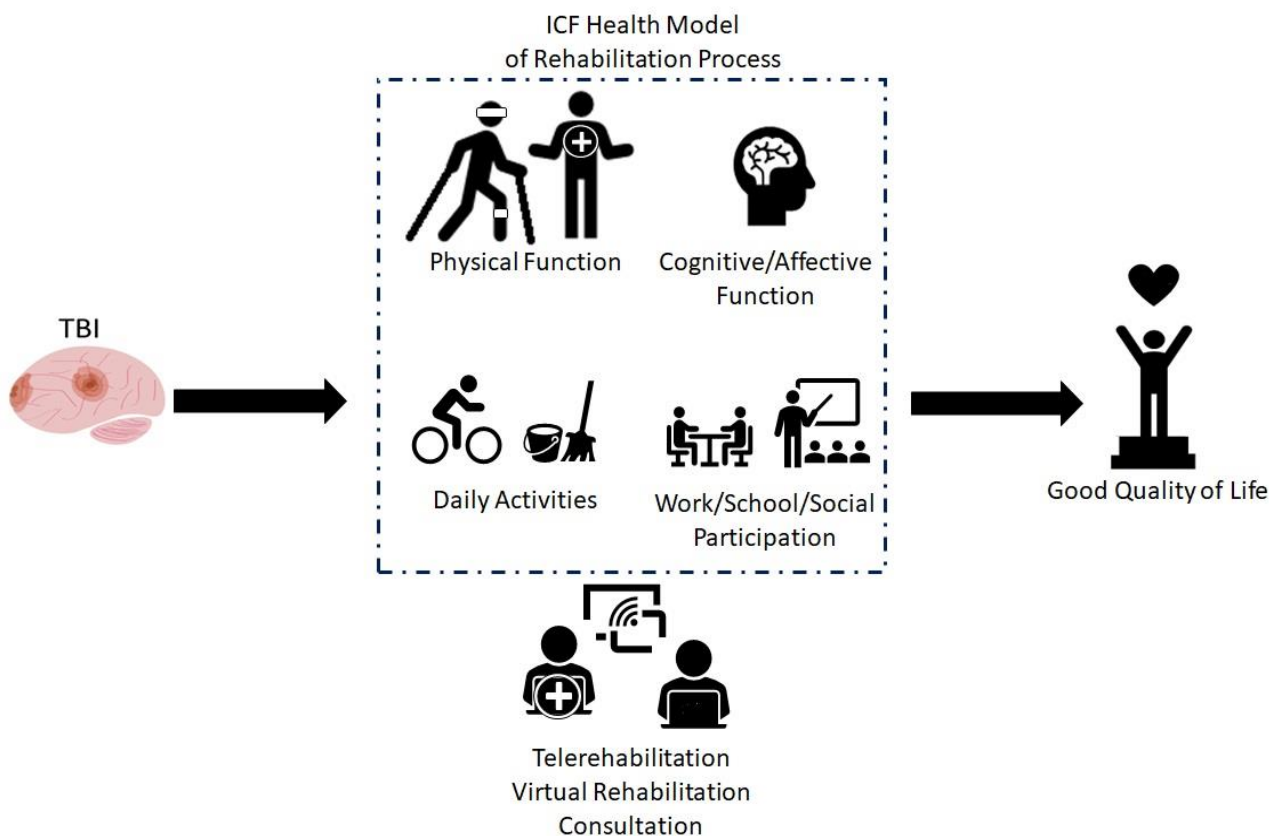 ICF Health Model
of Rehabilitation Process
Physical Function
Cognitive/Affective
Function
TBI
Daily Activities
Work/School/Social
Participation
Good Quality of Life
Telerehabilitation
Virtual Rehabilitation
Consultation